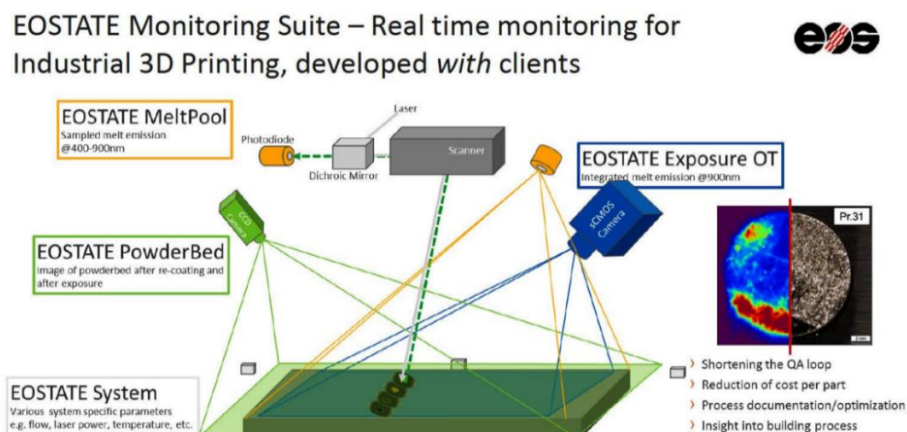 EOSTATE Monitoring Suite – Real time monitoring for
Industrial 3D Printing, developed with clients
eos
EOSTATE MeltPool
Sampled melt emission
@400-900nm
Laser
Photodiode
Dichroic Mirror
Scanner
EOSTATE Exposure OT
Integrated melt emission @900nm
CCD
Camera
sCMOS
Camera
EOSTATE PowderBed
Image of powderbed after re-coating and
after exposure
Pr.31
EOSTATE System
Various system specific parameters
e.g. flow, laser power, temperature, etc.
› Shortening the QA loop
› Reduction of cost per part
› Process documentation/optimization
› Insight into building process